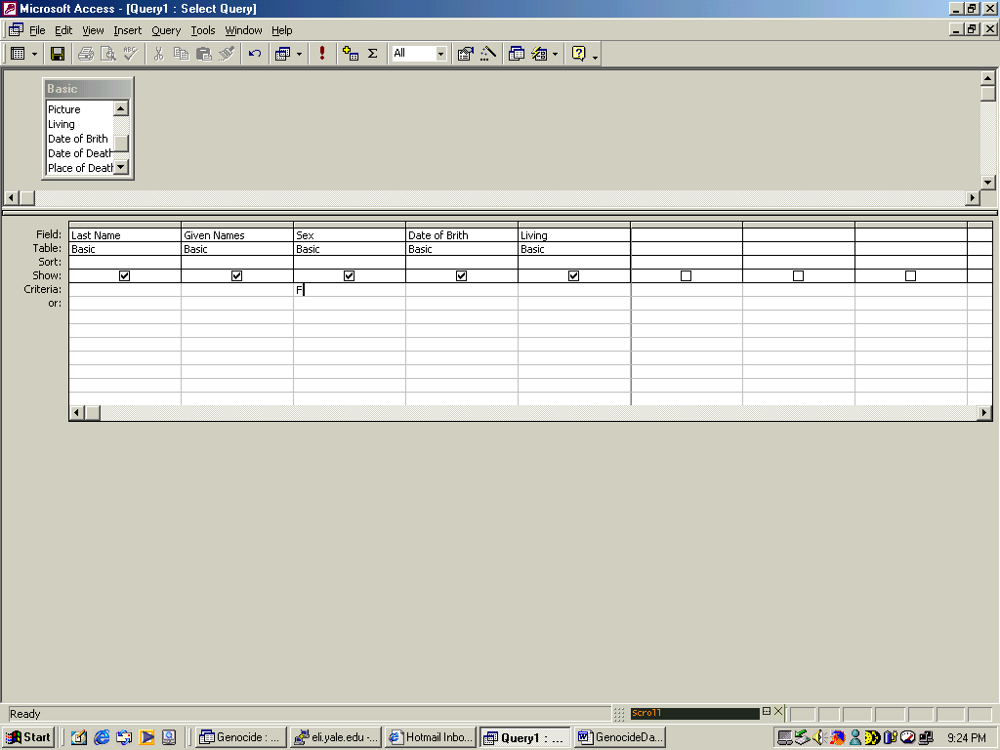 Microsoft Access - [Query1 : Select Query]
File Edit View Insert Query Tools Window Help
All
Basic
Picture
Living
Date of Brith
Date of Death
Place of Death
Field: Last Name Given Names Sex Date of Brith Living
Table: Basic Basic Basic Basic Basic
Sort:
Show:
Criteria: F
or:
Ready
Scroll
Start Genocide : ... eli.yale.edu -... Hotmail Inbo... Query1 : ... GenocideDa... 9:24 PM